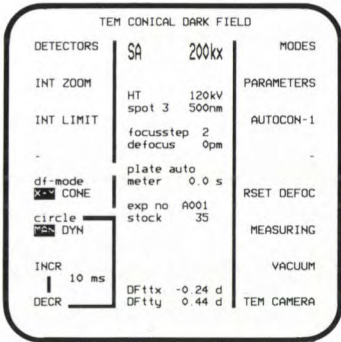 TEM CONICAL DARK FIELD
DETECTORS
INT ZOOM
INT LIMIT
-
df-mode
X-Y CONE
circle
MAN DYN
INCR
10 ms
DECR
SA 200kx
HT 120kV
spot 3 500nm
focusstep 2
defocus 0pm
plate auto
meter 0.0 s
exp no A001
stock 35
DFttx -0.24 d
DFtty 0.44 d
MODES
PARAMETERS
AUTOCON-1
-
RSET DEFOC
MEASURING
VACUUM
TEM CAMERA